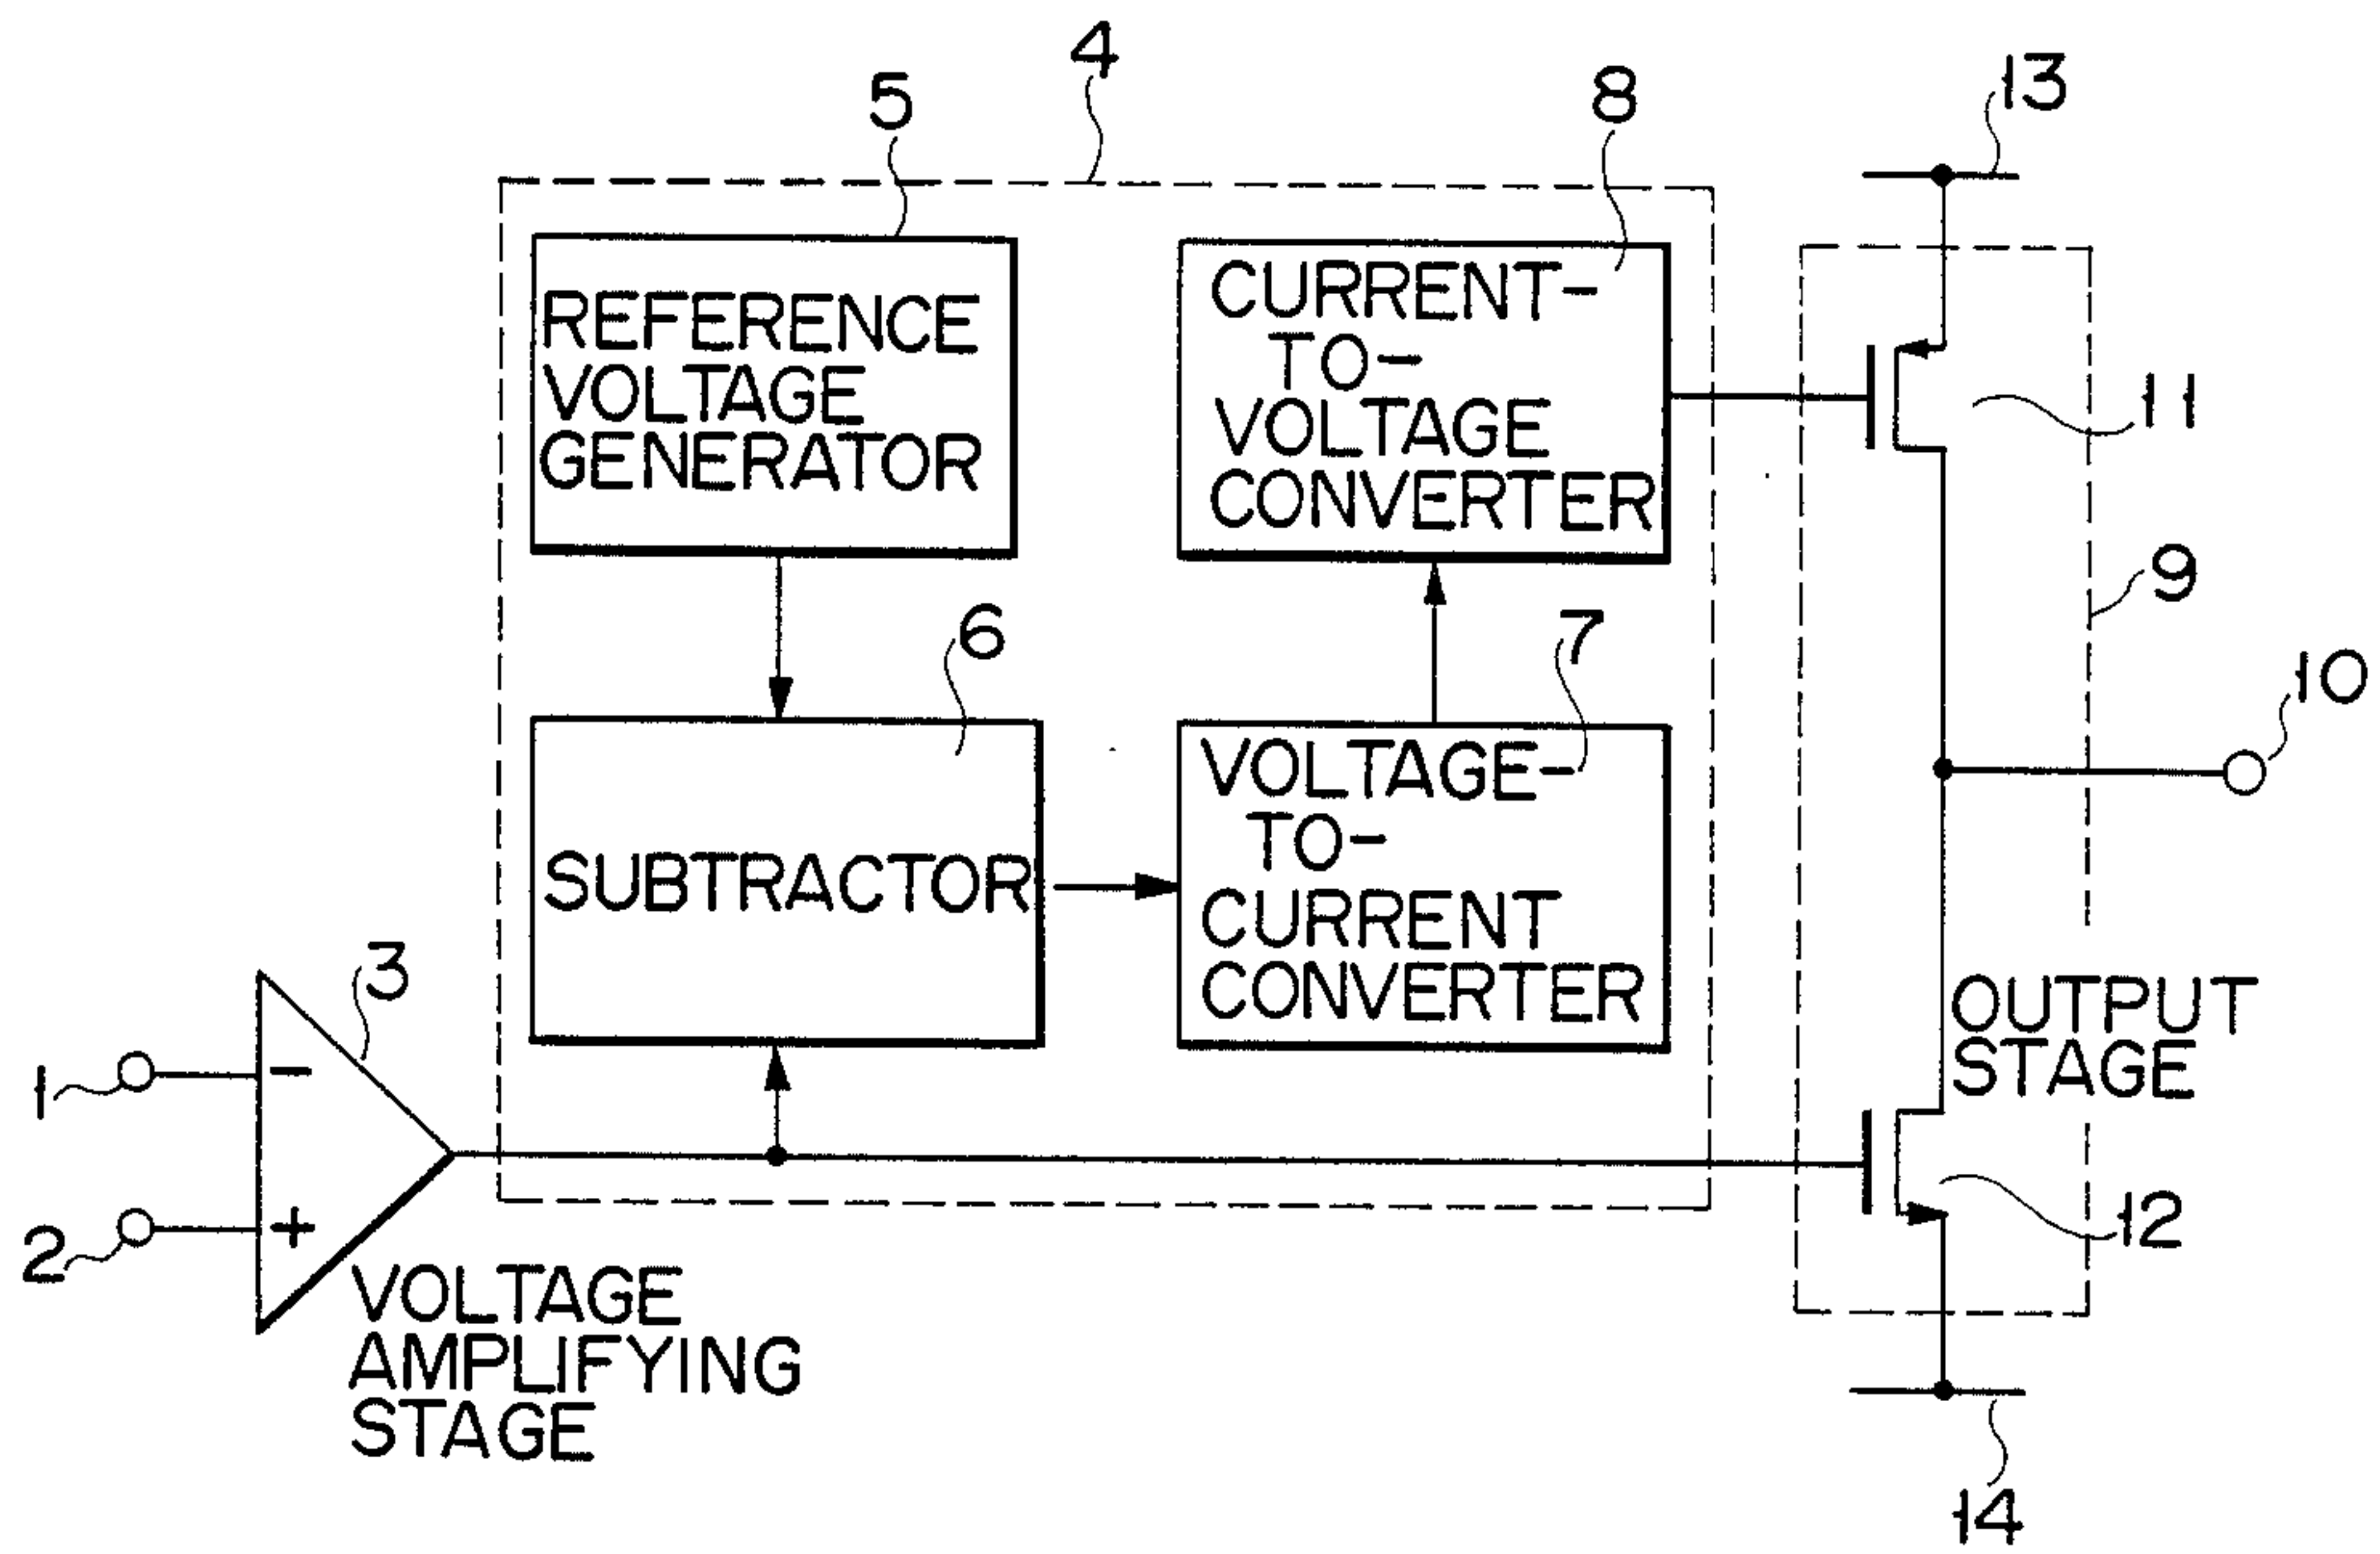 4
5
8
13
REFERENCE
VOLTAGE
GENERATOR
CURRENT-
TO-
VOLTAGE
CONVERTER
11
9
6
7
10
SUBTRACTOR
VOLTAGE-
TO-
CURRENT
CONVERTER
3
1
-
2
+
OUTPUT
STAGE
12
VOLTAGE
AMPLIFYING
STAGE
14